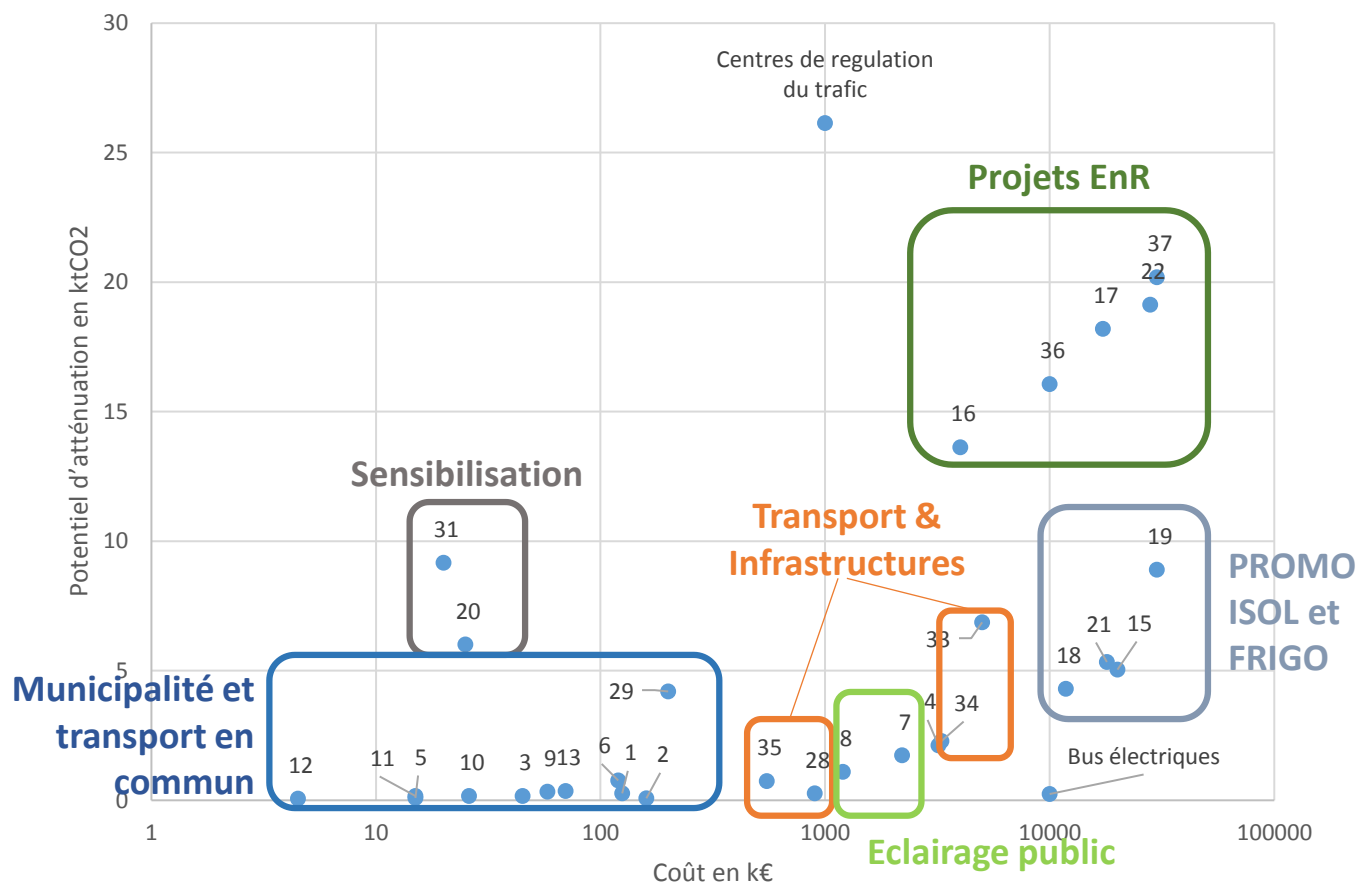 30
Centres de regulation
du trafic
25
Projets EnR
37
22
20
17
36
16
15
Sensibilisation
31
20
10
Transport &
Infrastructures
19
PROMO
ISOL et
FRIGO
33
21
15
18
5
Municipalité et
transport en
commun
29
4
34
7
8
35
28
6
1
2
12
11
5
10
3
9
13
Bus électriques
0
1
10
100
1000
10000
100000
Eclairage public
Coût en k€
Potentiel d’atténuation en ktCO2